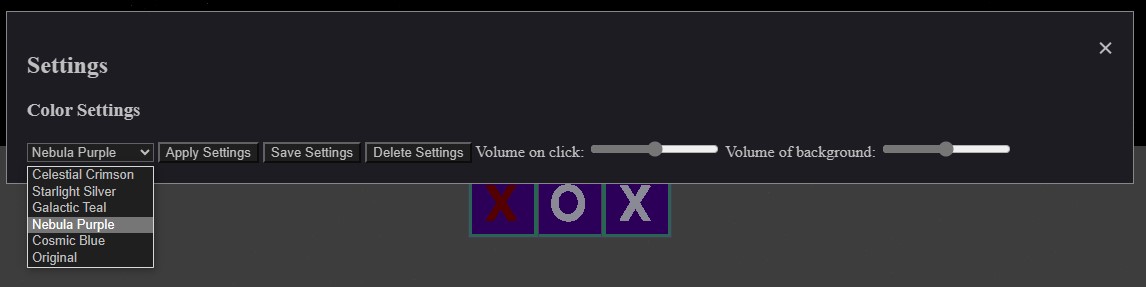 ×
Settings
Color Settings
Nebula Purple Apply Settings Save Settings Delete Settings Volume on click: Volume of background:
Celestial Crimson
Starlight Silver
Galactic Teal
Nebula Purple
Cosmic Blue
Original
X O X